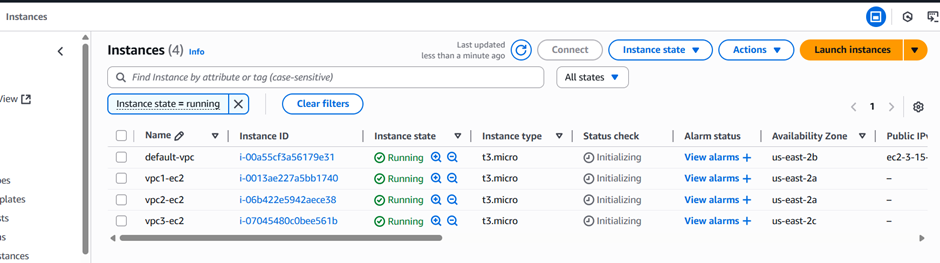 Instances
Instances (4) Info
Last updated
less than a minute ago
Connect
Instance state
Actions
Launch instances
Find Instance by attribute or tag (case-sensitive)
All states
Instance state = running
Clear filters
1
View
Name Instance ID Instance state Instance type Status check Alarm status Availability Zone Public IPv
default-vpc i-00a55cf3a56179e31 Running t3.micro Initializing View alarms + us-east-2b ec2-3-15-
vpc1-ec2 i-0013ae227a5bb1740 Running t3.micro Initializing View alarms + us-east-2a –
vpc2-ec2 i-06b422e5942aece38 Running t3.micro Initializing View alarms + us-east-2a –
vpc3-ec2 i-07045480c0bee561b Running t3.micro Initializing View alarms + us-east-2c –
pes
plates
sts
s
stances